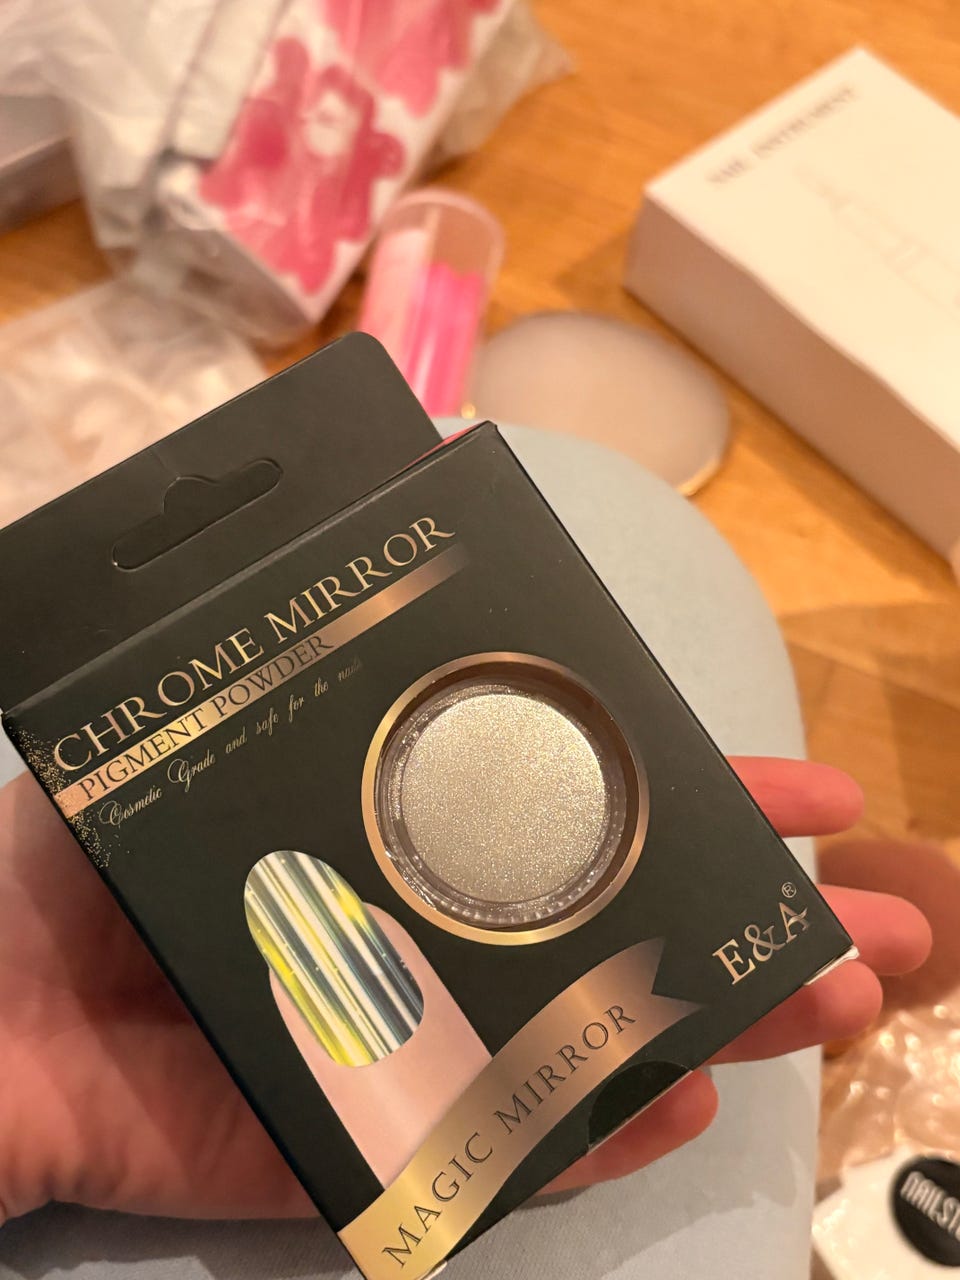 CHROME MIRROR
PIGMENT POWDER
Cosmetic Grade and safe for the nails
E&A®
MAGIC MIRROR